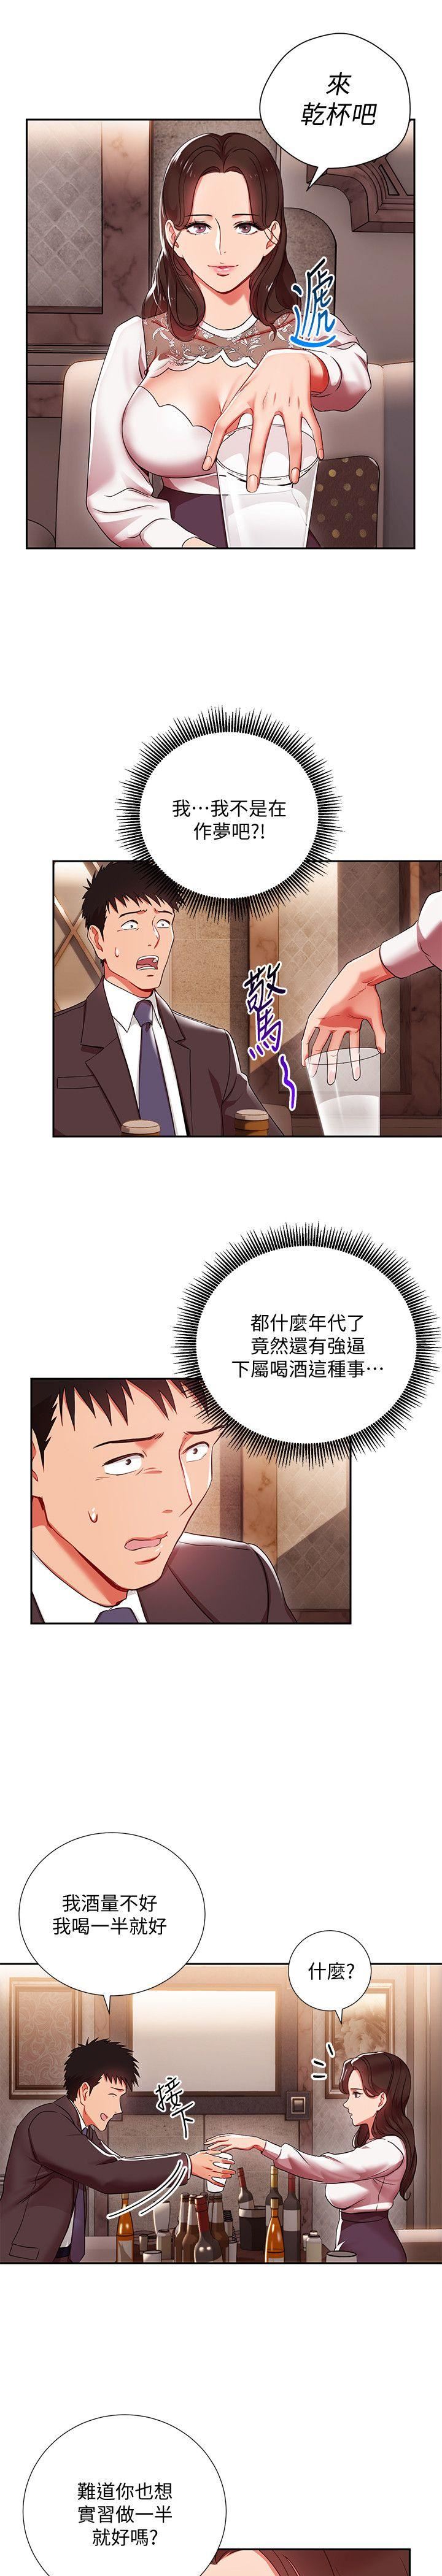 來
乾杯吧
遞
我…我不是在
作夢吧?!
驚
都什麼年代了
竟然還有強逼
下屬喝酒這種事…
我酒量不好
我喝一半就好
什麼?
接下
難道你也想
實習做一半
就好嗎?